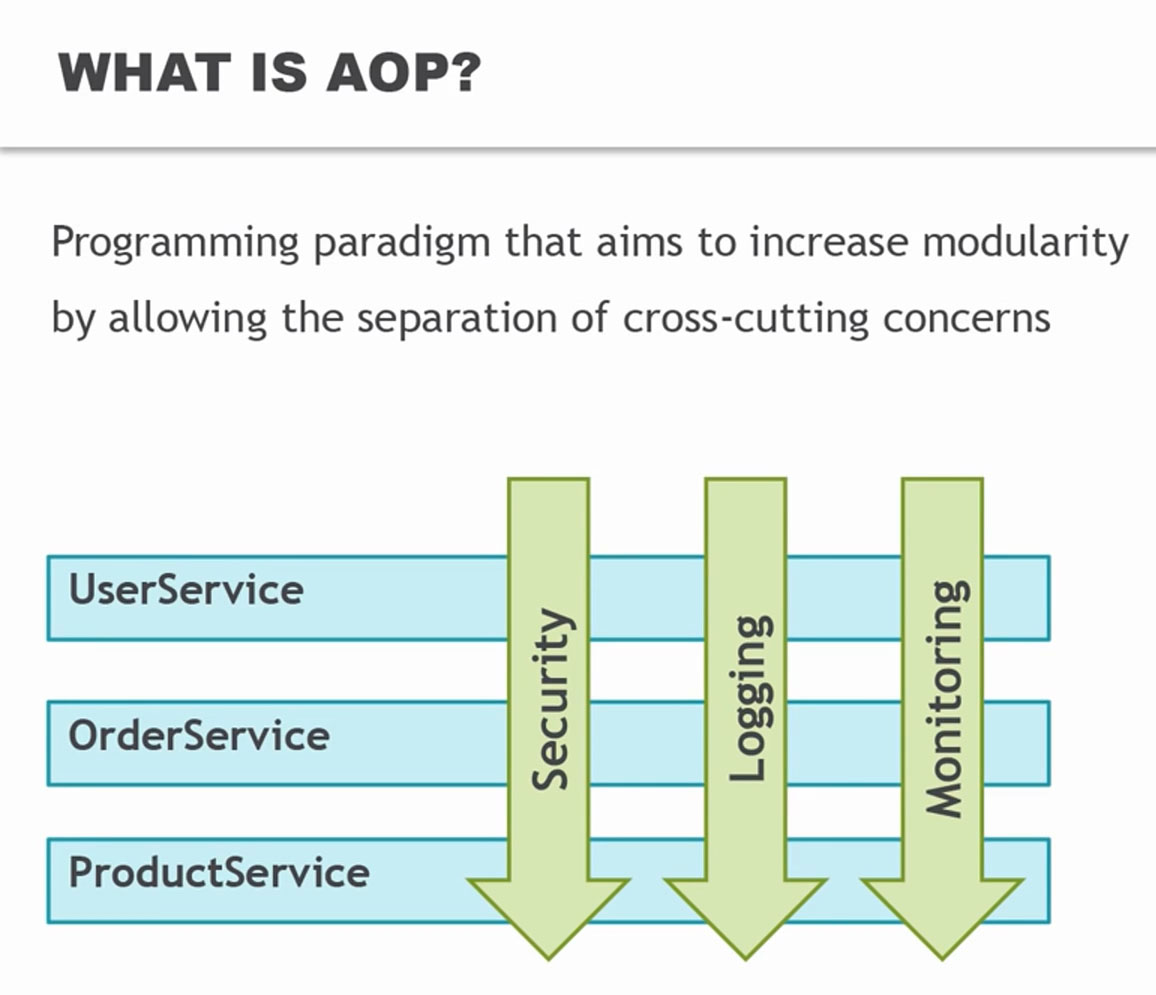 WHAT IS AOP?
Programming paradigm that aims to increase modularity
by allowing the separation of cross-cutting concerns
UserService
OrderService
ProductService
Security
Logging
Monitoring